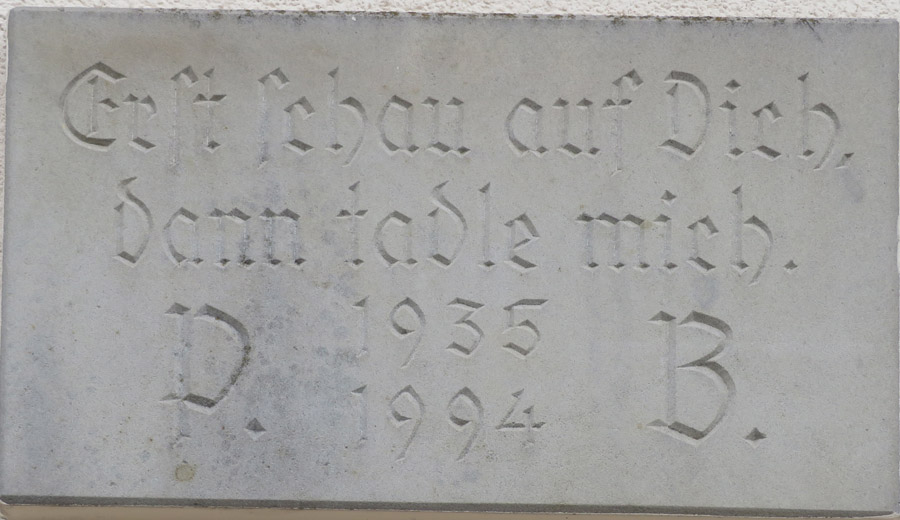 Erst schau auf Dich,
dann tadle mich.
P. 1935 B.
1994